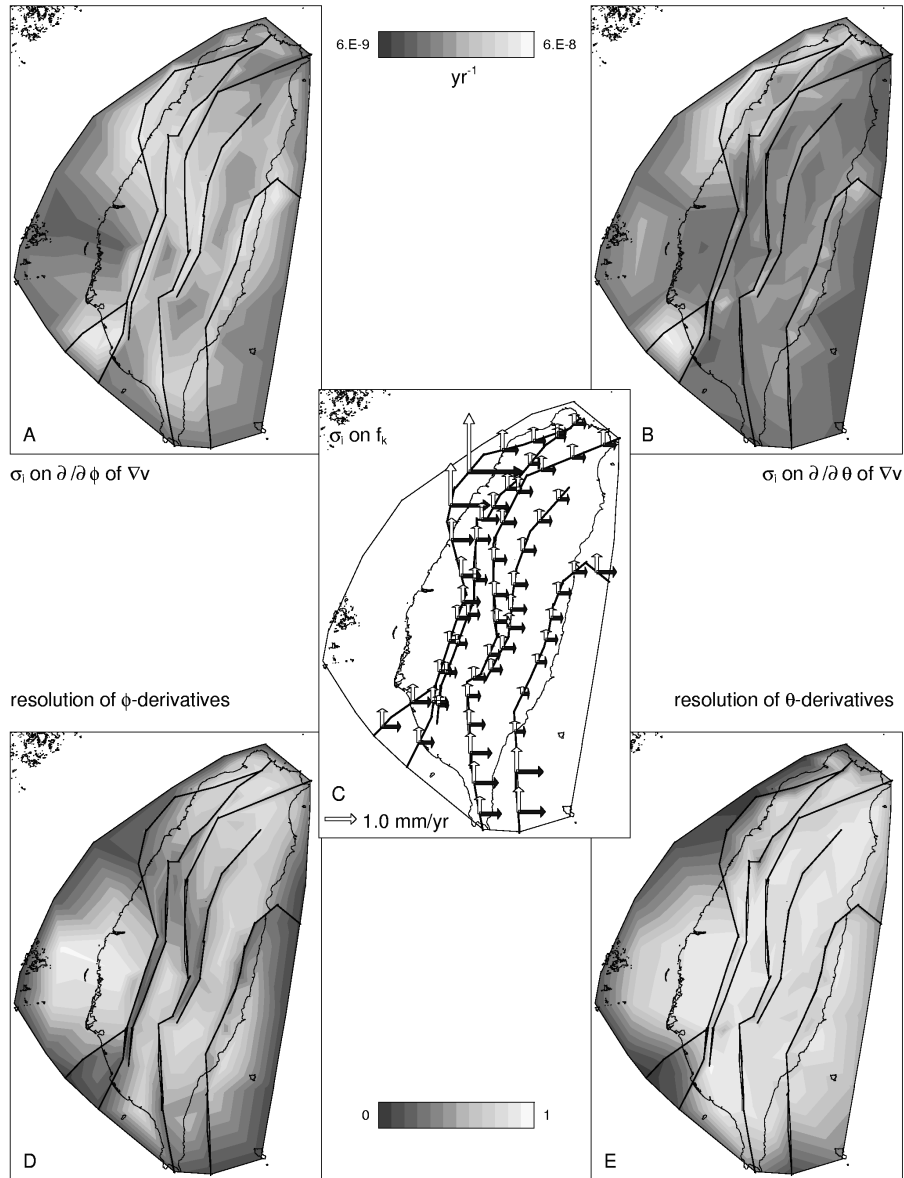 6.E-9 6.E-8
yr⁻¹
A
B
σᵢ on ∂ /∂ ϕ of ∇v
σᵢ on fₖ
σᵢ on ∂ /∂ θ of ∇v
resolution of ϕ-derivatives
resolution of θ-derivatives
C
1.0 mm/yr
0 1
D
E